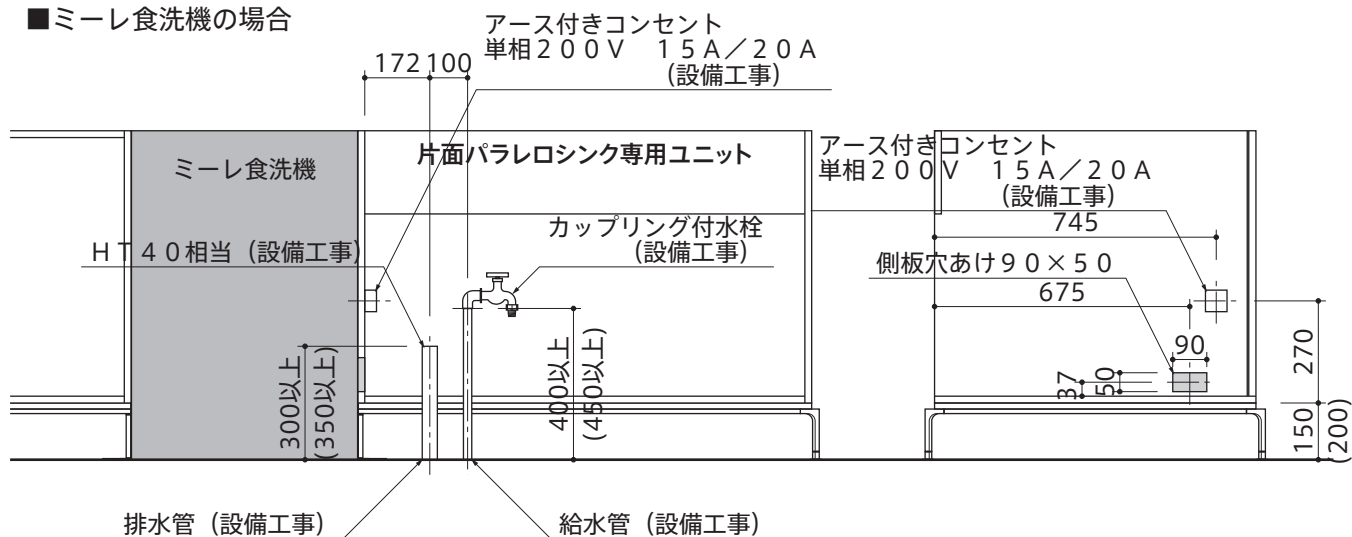 ■ミーレ食洗機の場合
アース付きコンセント
単相２００Ｖ　１５Ａ／２０Ａ
(設備工事)
172
100
ミーレ食洗機
片面パラレロシンク専用ユニット
アース付きコンセント
単相２００Ｖ　１５Ａ／２０Ａ
(設備工事)
745
カップリング付水栓
(設備工事)
ＨＴ４０相当（設備工事）
側板穴あけ９０×５０
675
90
50
37
270
150
(200)
300以上
(350以上)
400以上
(450以上)
排水管（設備工事）
給水管（設備工事）